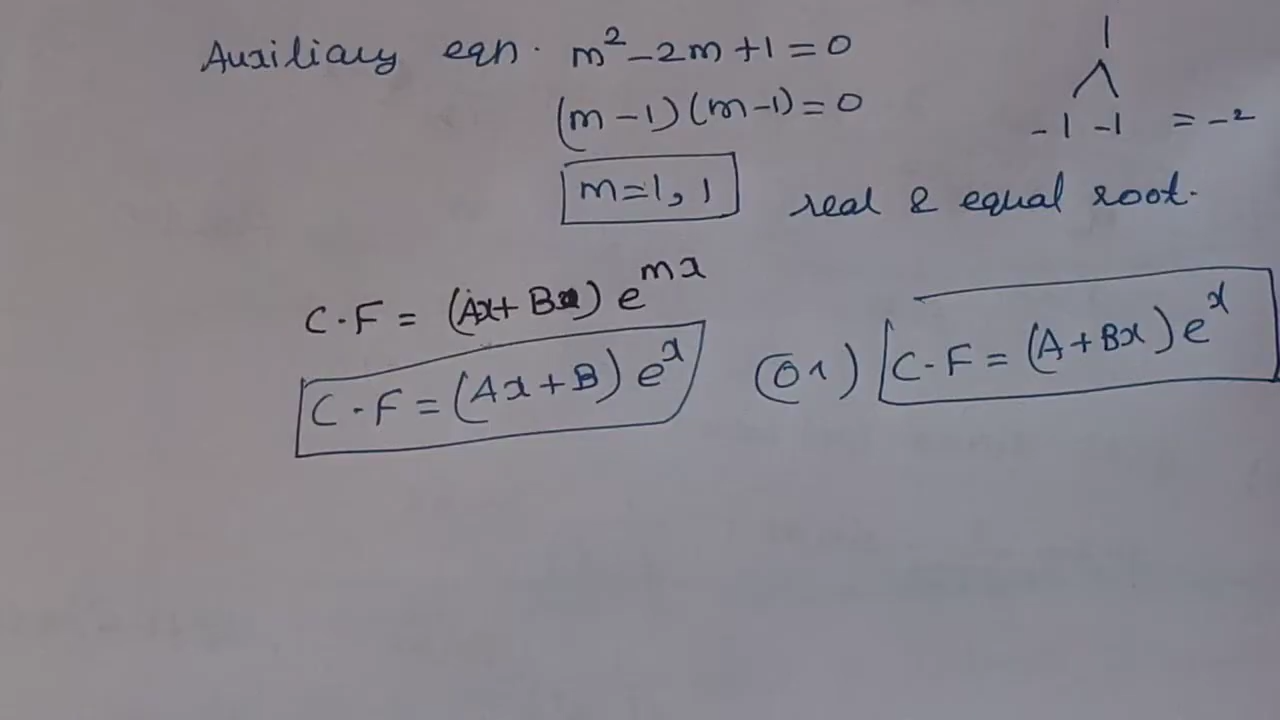 Auxiliary eqn. m² - 2m + 1 = 0
1
(m - 1) (m - 1) = 0
-1 -1 = -2
m = 1, 1 real & equal root.
C.F = (Ax + B) e^{mx}
C.F = (Ax + B) e^x (or) C.F = (A + Bx) e^x